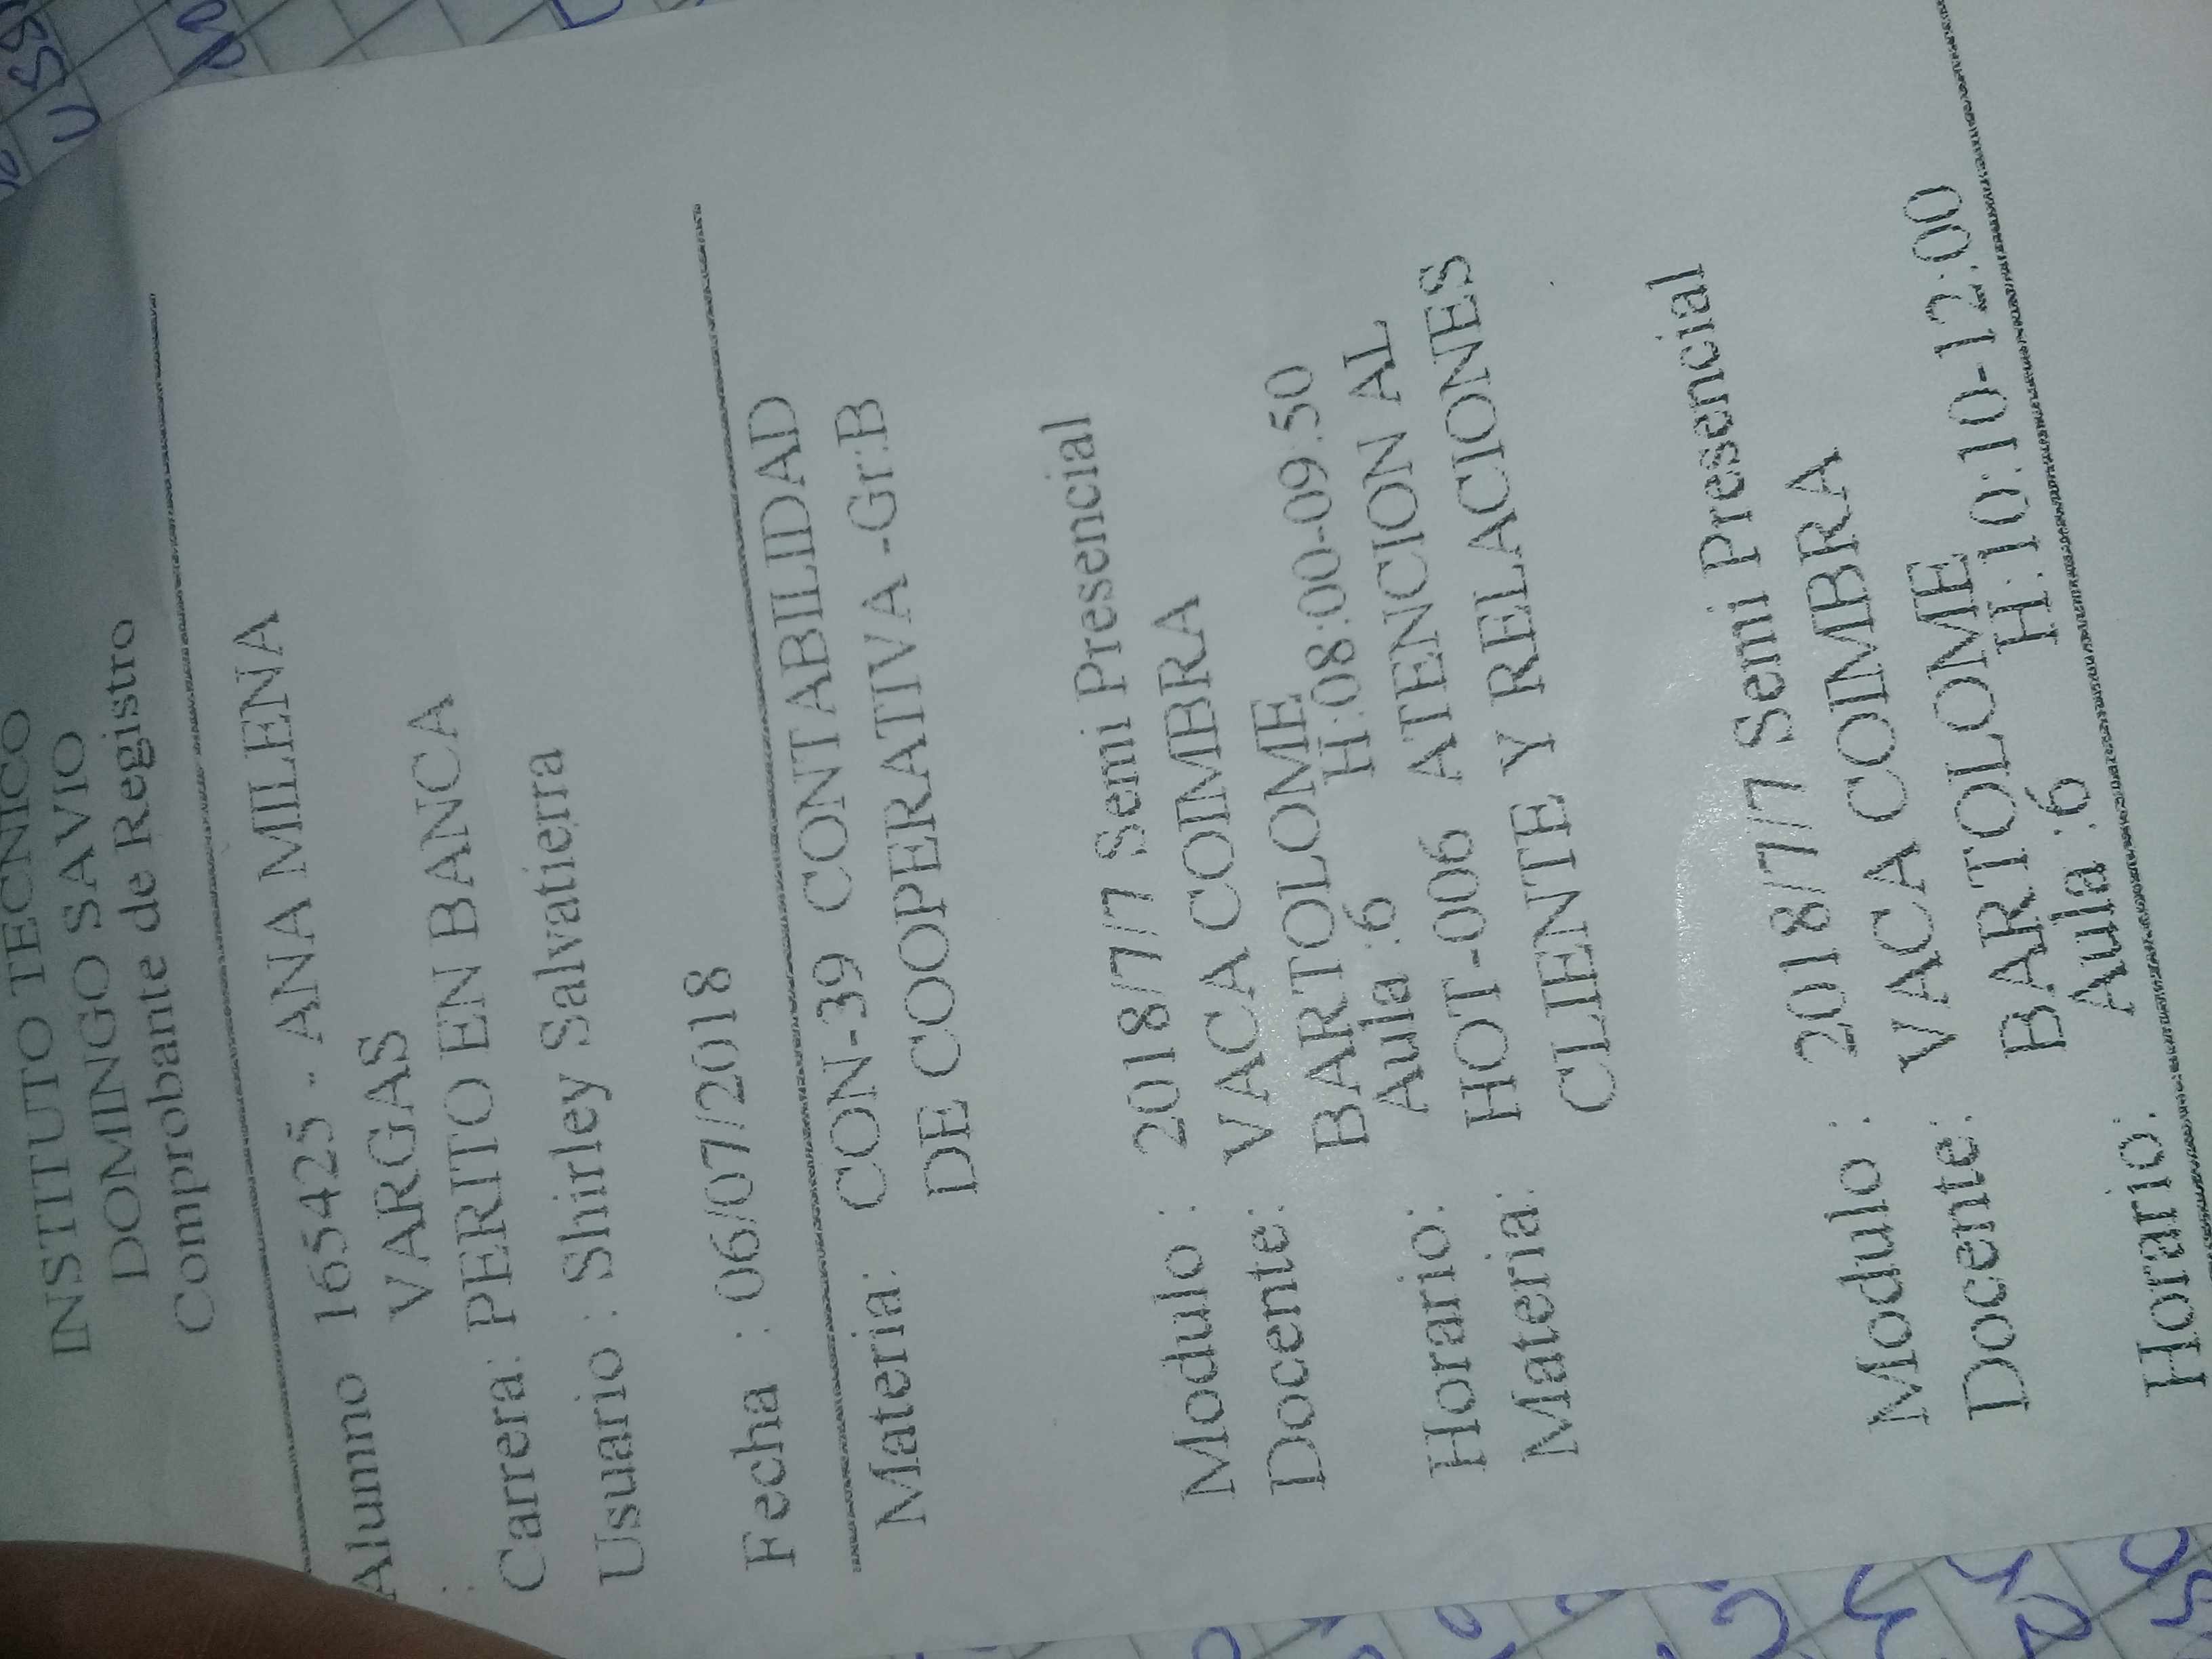 INSTITUTO TECNICO
DOMINGO SAVIO
Comprobante de Registro
Alumno 165425 - ANA MILENA
: VARGAS
Carrera: PERITO EN BANCA
Usuario : Shirley Salvatierra
Fecha : 06/07/2018
Materia: CON-39 CONTABILIDAD
DE COOPERATIVA -Gr:B
Modulo : 2018/7/7 Semi Presencial
Docente: VACA COIMBRA
BARTOLOME
Horario: Aula :6 H:08:00-09:50
Materia: HOT-006 ATENCION AL
CLIENTE Y RELACIONES
Modulo : 2018/7/7 Semi Presencial
Docente: VACA COIMBRA
BARTOLOME
Horario: Aula :6 H:10:10-12:00